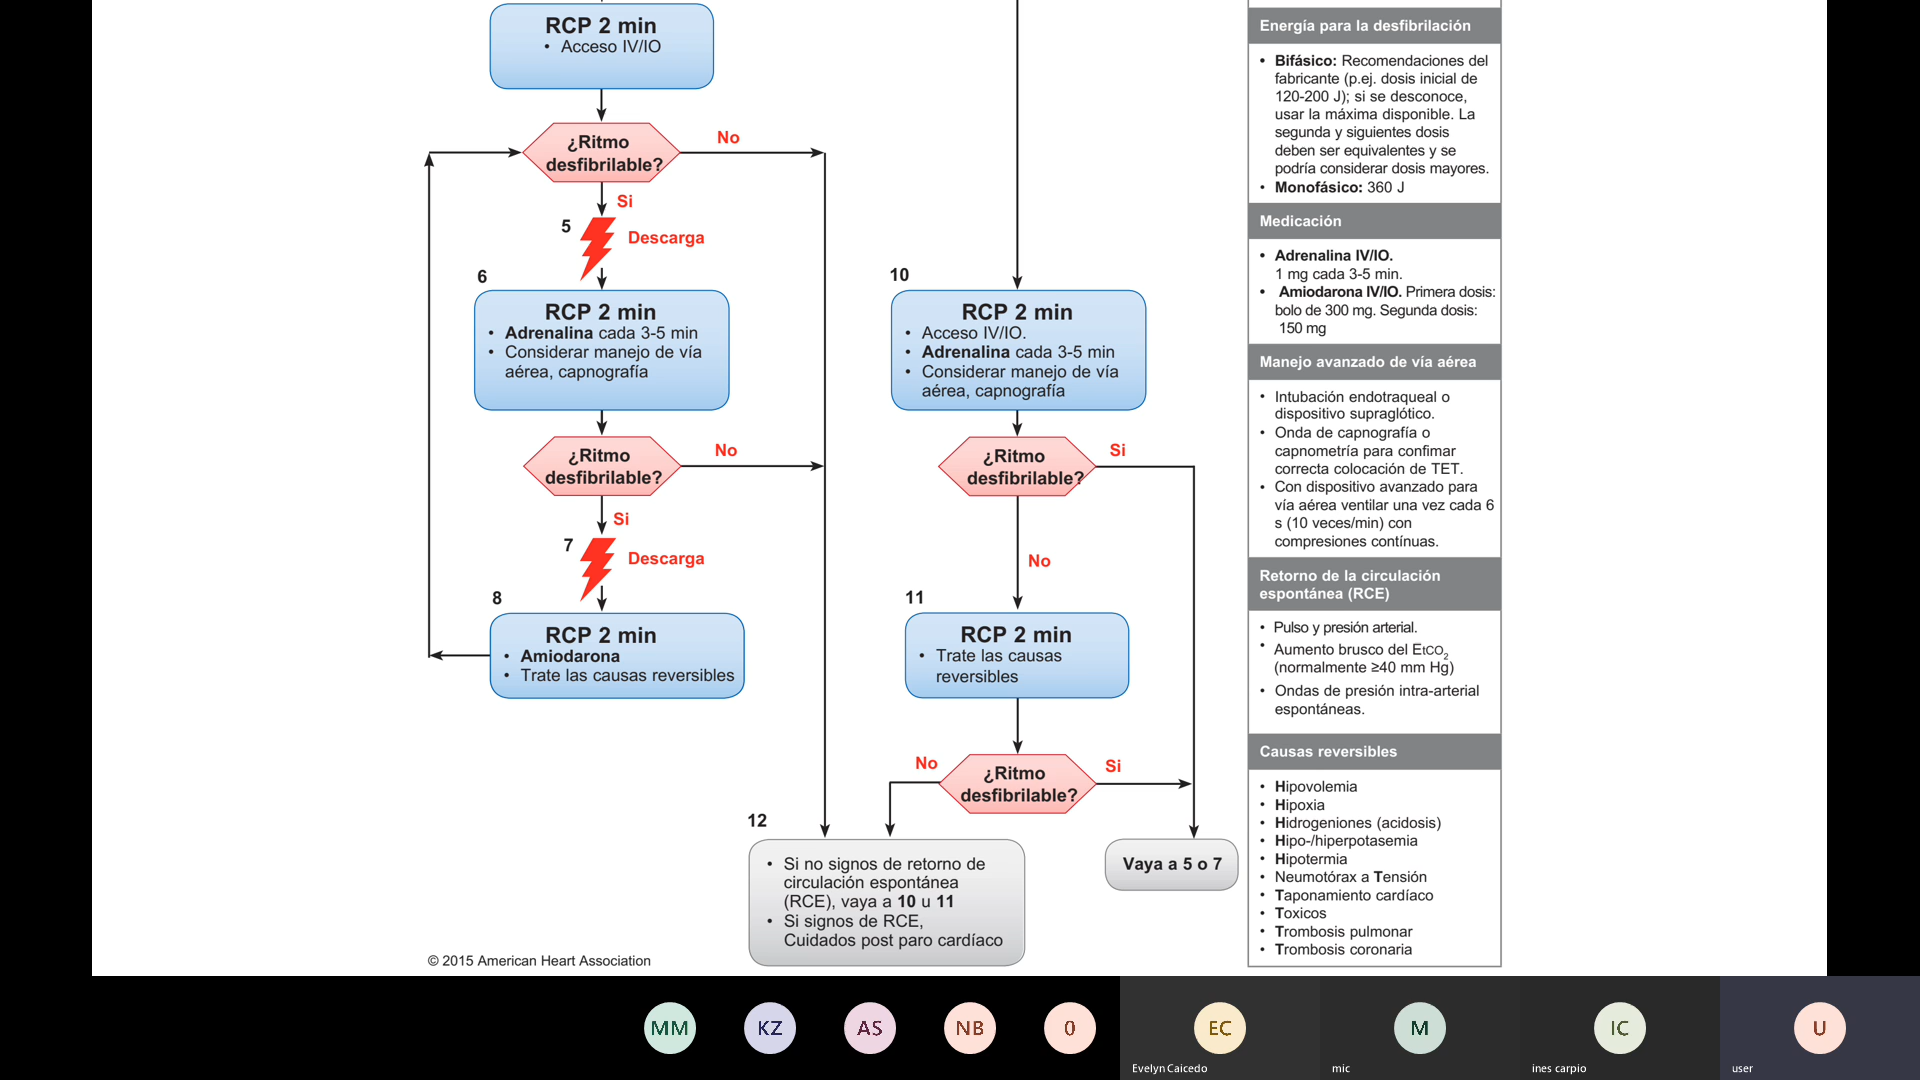 RCP 2 min
• Acceso IV/IO
¿Ritmo
desfibrilable?
No
Si
5
Descarga
6
RCP 2 min
• Adrenalina cada 3-5 min
• Considerar manejo de vía
aérea, capnografía
¿Ritmo
desfibrilable?
No
Si
7
Descarga
8
RCP 2 min
• Amiodarona
• Trate las causas reversibles
10
RCP 2 min
• Acceso IV/IO.
• Adrenalina cada 3-5 min
• Considerar manejo de vía
aérea, capnografía
¿Ritmo
desfibrilable?
Si
No
11
RCP 2 min
• Trate las causas
reversibles
No
¿Ritmo
desfibrilable?
Si
12
• Si no signos de retorno de
circulación espontánea
(RCE), vaya a 10 u 11
• Si signos de RCE,
Cuidados post paro cardíaco
Vaya a 5 o 7
© 2015 American Heart Association
Energía para la desfibrilación
• Bifásico: Recomendaciones del
fabricante (p.ej. dosis inicial de
120-200 J); si se desconoce,
usar la máxima disponible. La
segunda y siguientes dosis
deben ser equivalentes y se
podría considerar dosis mayores.
• Monofásico: 360 J
Medicación
• Adrenalina IV/IO.
1 mg cada 3-5 min.
• Amiodarona IV/IO. Primera dosis:
bolo de 300 mg. Segunda dosis:
150 mg
Manejo avanzado de vía aérea
• Intubación endotraqueal o
dispositivo supraglótico.
• Onda de capnografía o
capnometría para confimar
correcta colocación de TET.
• Con dispositivo avanzado para
vía aérea ventilar una vez cada 6
s (10 veces/min) con
compresiones contínuas.
Retorno de la circulación
espontánea (RCE)
• Pulso y presión arterial.
• Aumento brusco del EtCO2
(normalmente ≥40 mm Hg)
• Ondas de presión intra-arterial
espontáneas.
Causas reversibles
• Hipovolemia
• Hipoxia
• Hidrogeniones (acidosis)
• Hipo-/hiperpotasemia
• Hipotermia
• Neumotórax a Tensión
• Taponamiento cardíaco
• Toxicos
• Trombosis pulmonar
• Trombosis coronaria
MM
KZ
AS
NB
0
EC
M
IC
U
Evelyn Caicedo
mic
ines carpio
user